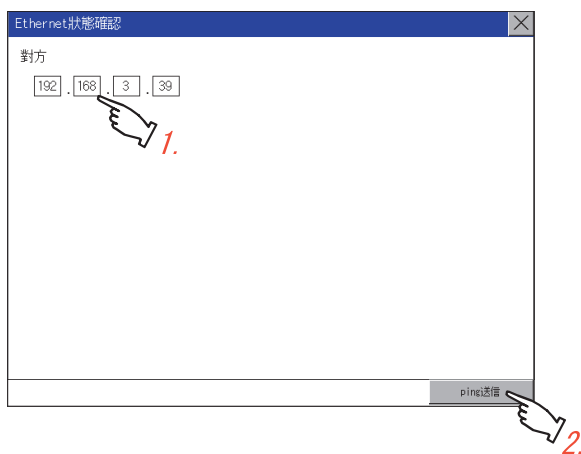 Ethernet狀態確認
對方
192 . 168 . 3 . 39
1.
ping送信
2.